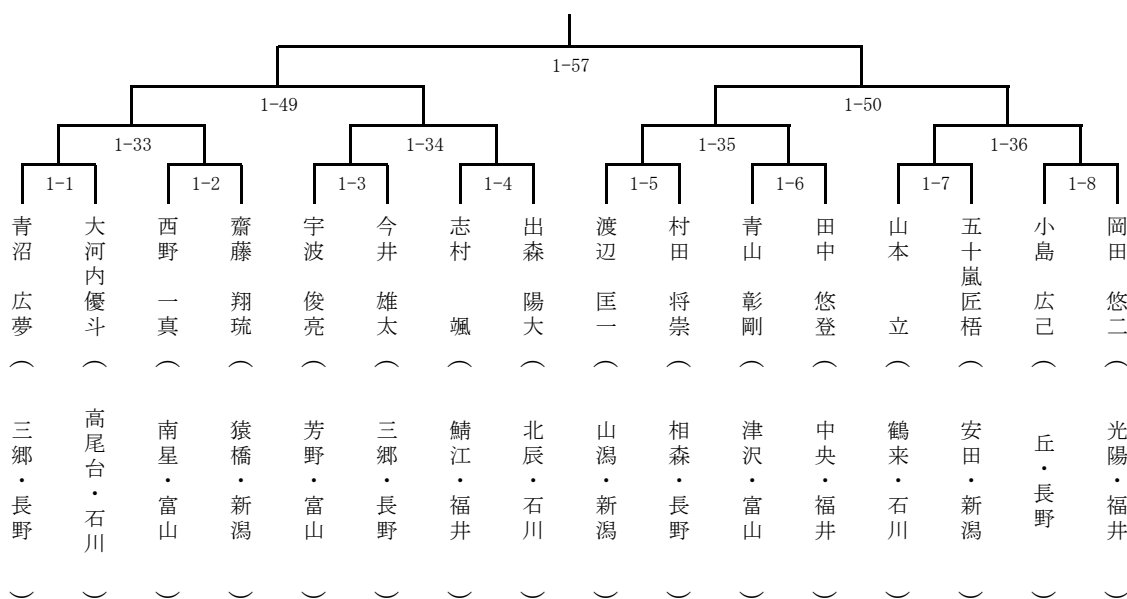 1-57
1-49
1-50
1-33
1-34
1-35
1-36
1-1
1-2
1-3
1-4
1-5
1-6
1-7
1-8
青沼 広夢（三郷・長野）
大河内優斗（高尾台・石川）
西野 一真（南星・富山）
齋藤 翔琉（猿橋・新潟）
宇波 俊亮（芳野・富山）
今井 雄太（三郷・長野）
志村 颯（鯖江・福井）
出森 陽大（北辰・石川）
渡辺 匡一（山潟・新潟）
村田 将崇（相森・長野）
青山 彰剛（津沢・富山）
田中 悠登（中央・福井）
山本 立（鶴来・石川）
五十嵐匠梧（安田・新潟）
小島 広己（丘・長野）
岡田 悠二（光陽・福井）